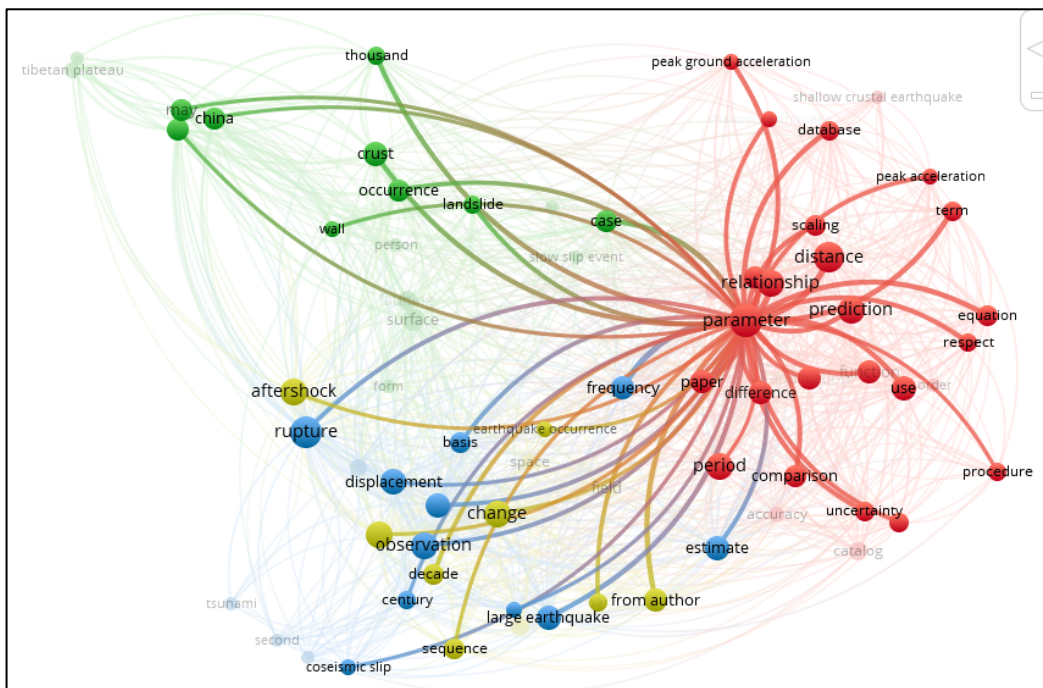 thousand
peak ground acceleration
tibetan plateau
shallow crustal earthquake
may
china
database
crust
occurrence
peak acceleration
landslide
term
wall
case
scaling
person
slow slip event
distance
relationship
surface
parameter
prediction
equation
respect
function
form
aftershock
frequency
paper
difference
use
order
rupture
earthquake occurrence
basis
space
period
comparison
procedure
displacement
field
change
accuracy
uncertainty
observation
estimate
catalog
decade
century
tsunami
large earthquake
from author
second
sequence
coseismic slip